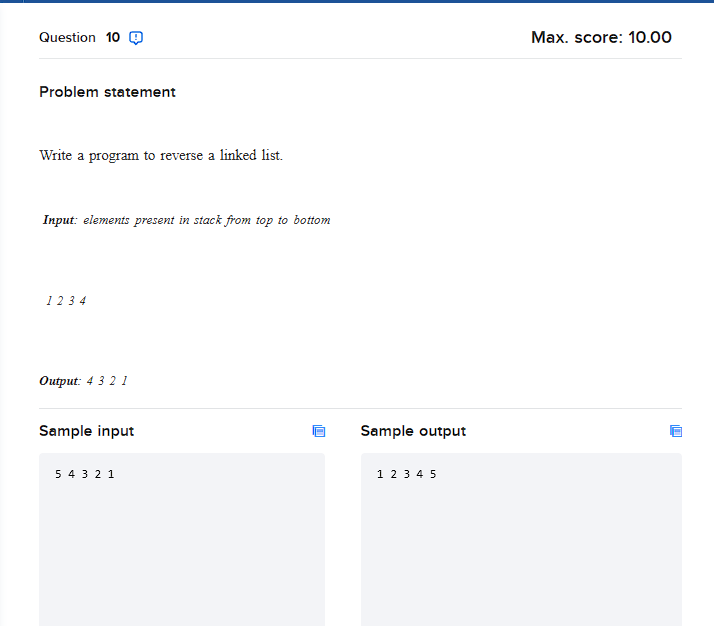 Question 10
Max. score: 10.00
Problem statement
Write a program to reverse a linked list.
Input: elements present in stack from top to bottom
1 2 3 4
Output: 4 3 2 1
Sample input
Sample output
5 4 3 2 1
1 2 3 4 5